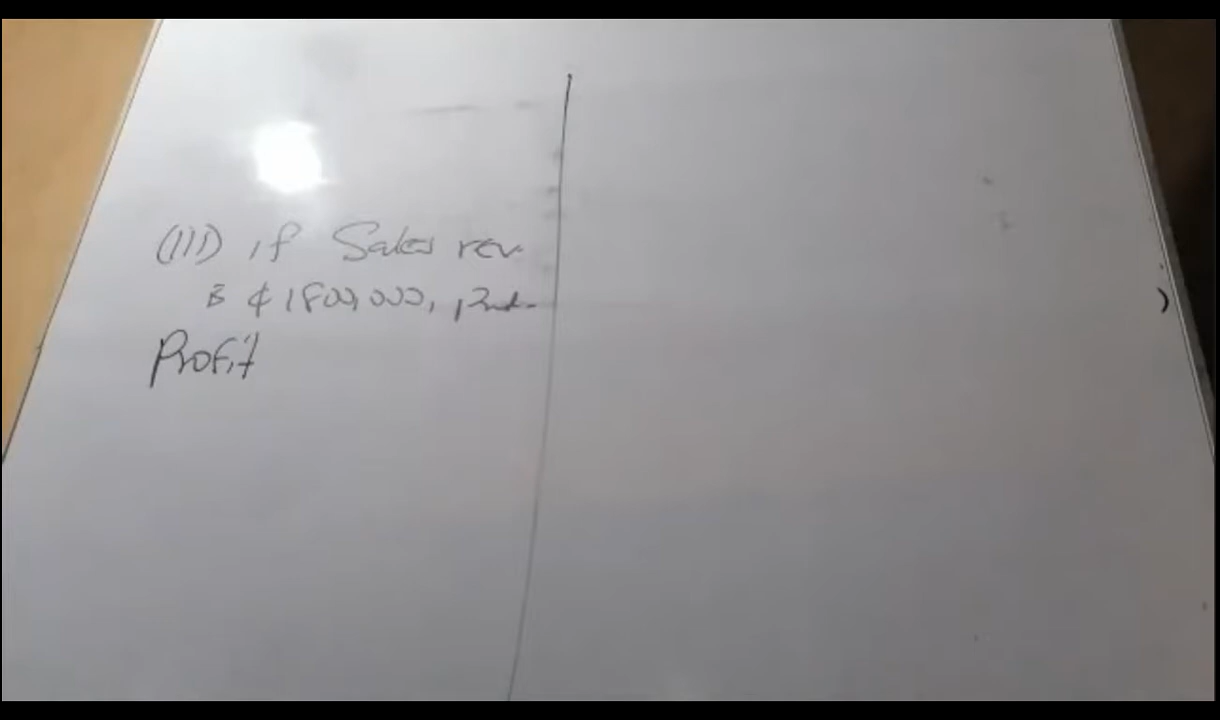 (III) if Sales rev.
is ¢1800,000,
Profit
)